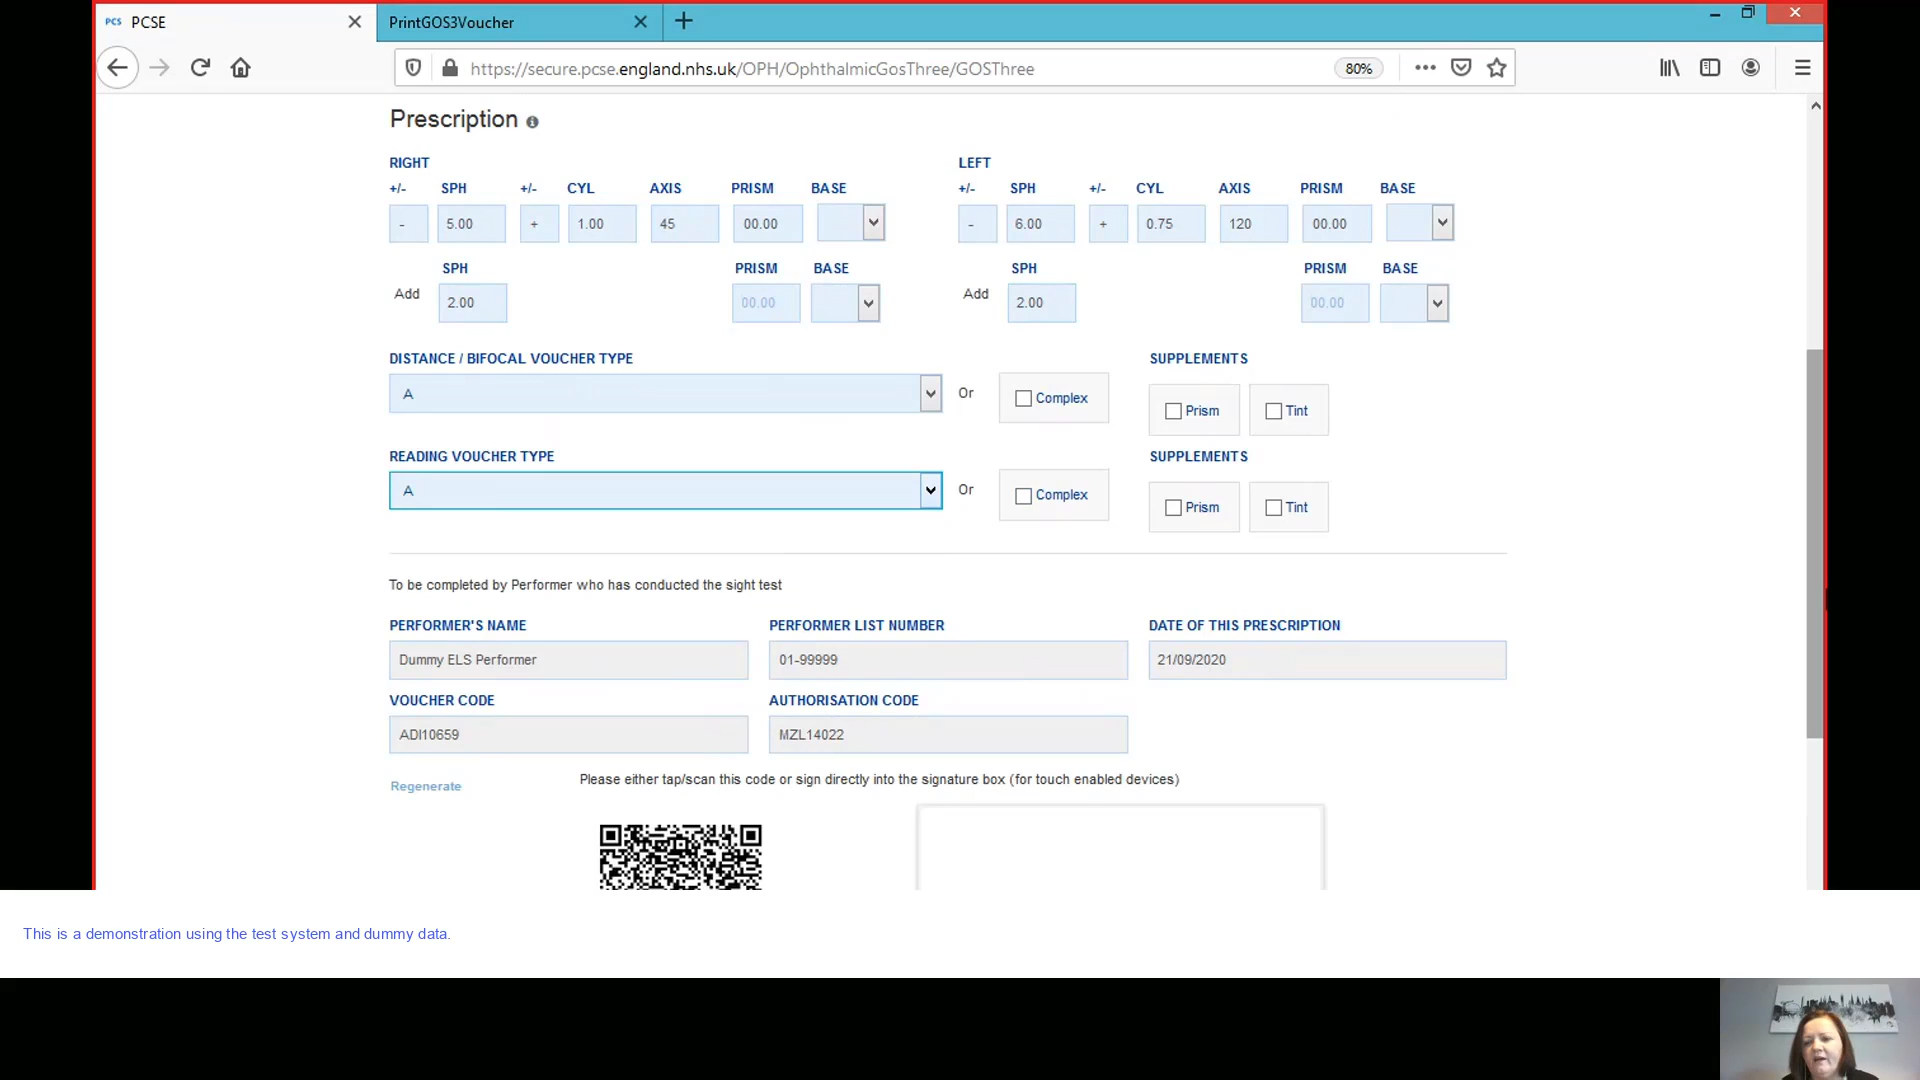 PCS PCSE
PrintGOS3Voucher
https://secure.pcse.england.nhs.uk/OPH/OphthalmicGosThree/GOSThree
80%
Prescription
RIGHT
LEFT
+/- SPH +/- CYL AXIS PRISM BASE
+/- SPH +/- CYL AXIS PRISM BASE
- 5.00 + 1.00 45 00.00
- 6.00 + 0.75 120 00.00
SPH PRISM BASE
SPH PRISM BASE
Add 2.00 00.00
Add 2.00 00.00
DISTANCE / BIFOCAL VOUCHER TYPE
SUPPLEMENTS
A
Or
Complex
Prism
Tint
READING VOUCHER TYPE
SUPPLEMENTS
A
Or
Complex
Prism
Tint
To be completed by Performer who has conducted the sight test
PERFORMER'S NAME
PERFORMER LIST NUMBER
DATE OF THIS PRESCRIPTION
Dummy ELS Performer
01-99999
21/09/2020
VOUCHER CODE
AUTHORISATION CODE
ADI10659
MZL14022
Regenerate
Please either tap/scan this code or sign directly into the signature box (for touch enabled devices)
This is a demonstration using the test system and dummy data.